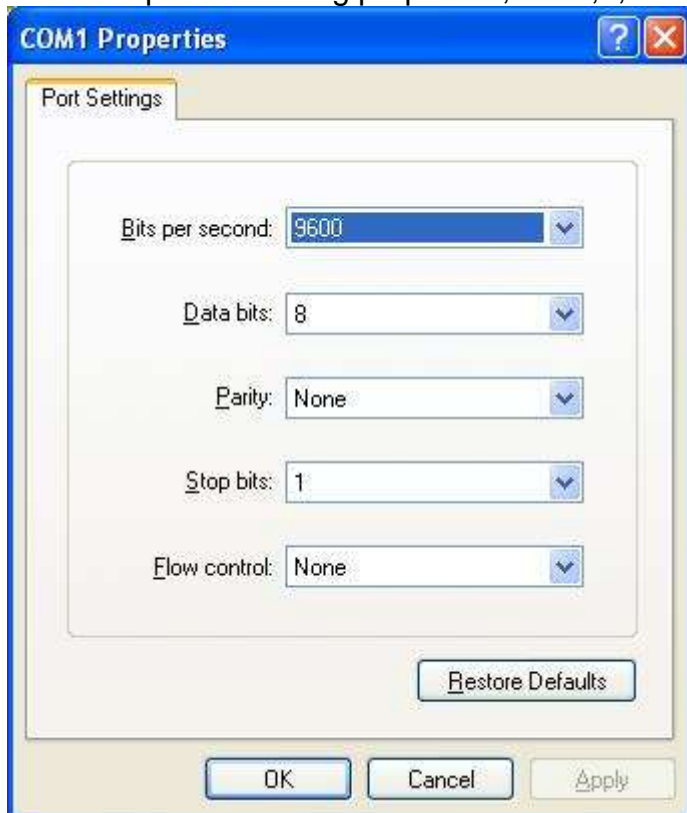 COM1 Properties
Port Settings
Bits per second: 9600
Data bits: 8
Parity: None
Stop bits: 1
Flow control: None
Restore Defaults
OK Cancel Apply